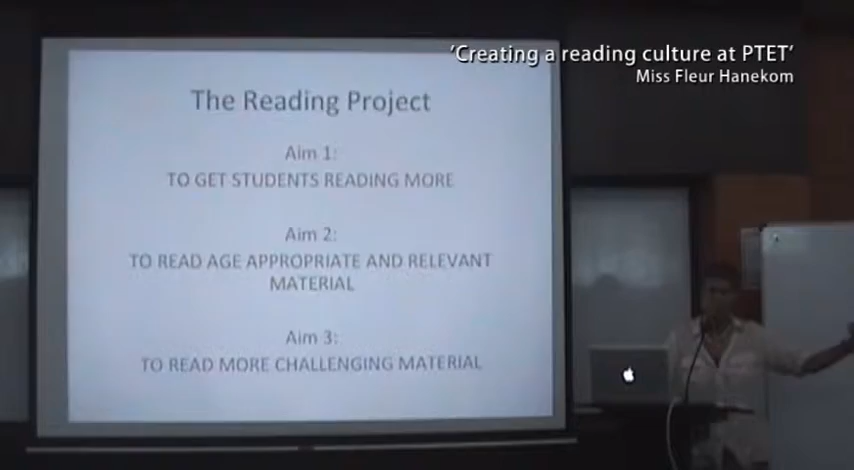 'Creating a reading culture at PTET'
Miss Fleur Hanekom
The Reading Project
Aim 1:
TO GET STUDENTS READING MORE
Aim 2:
TO READ AGE APPROPRIATE AND RELEVANT
MATERIAL
Aim 3:
TO READ MORE CHALLENGING MATERIAL